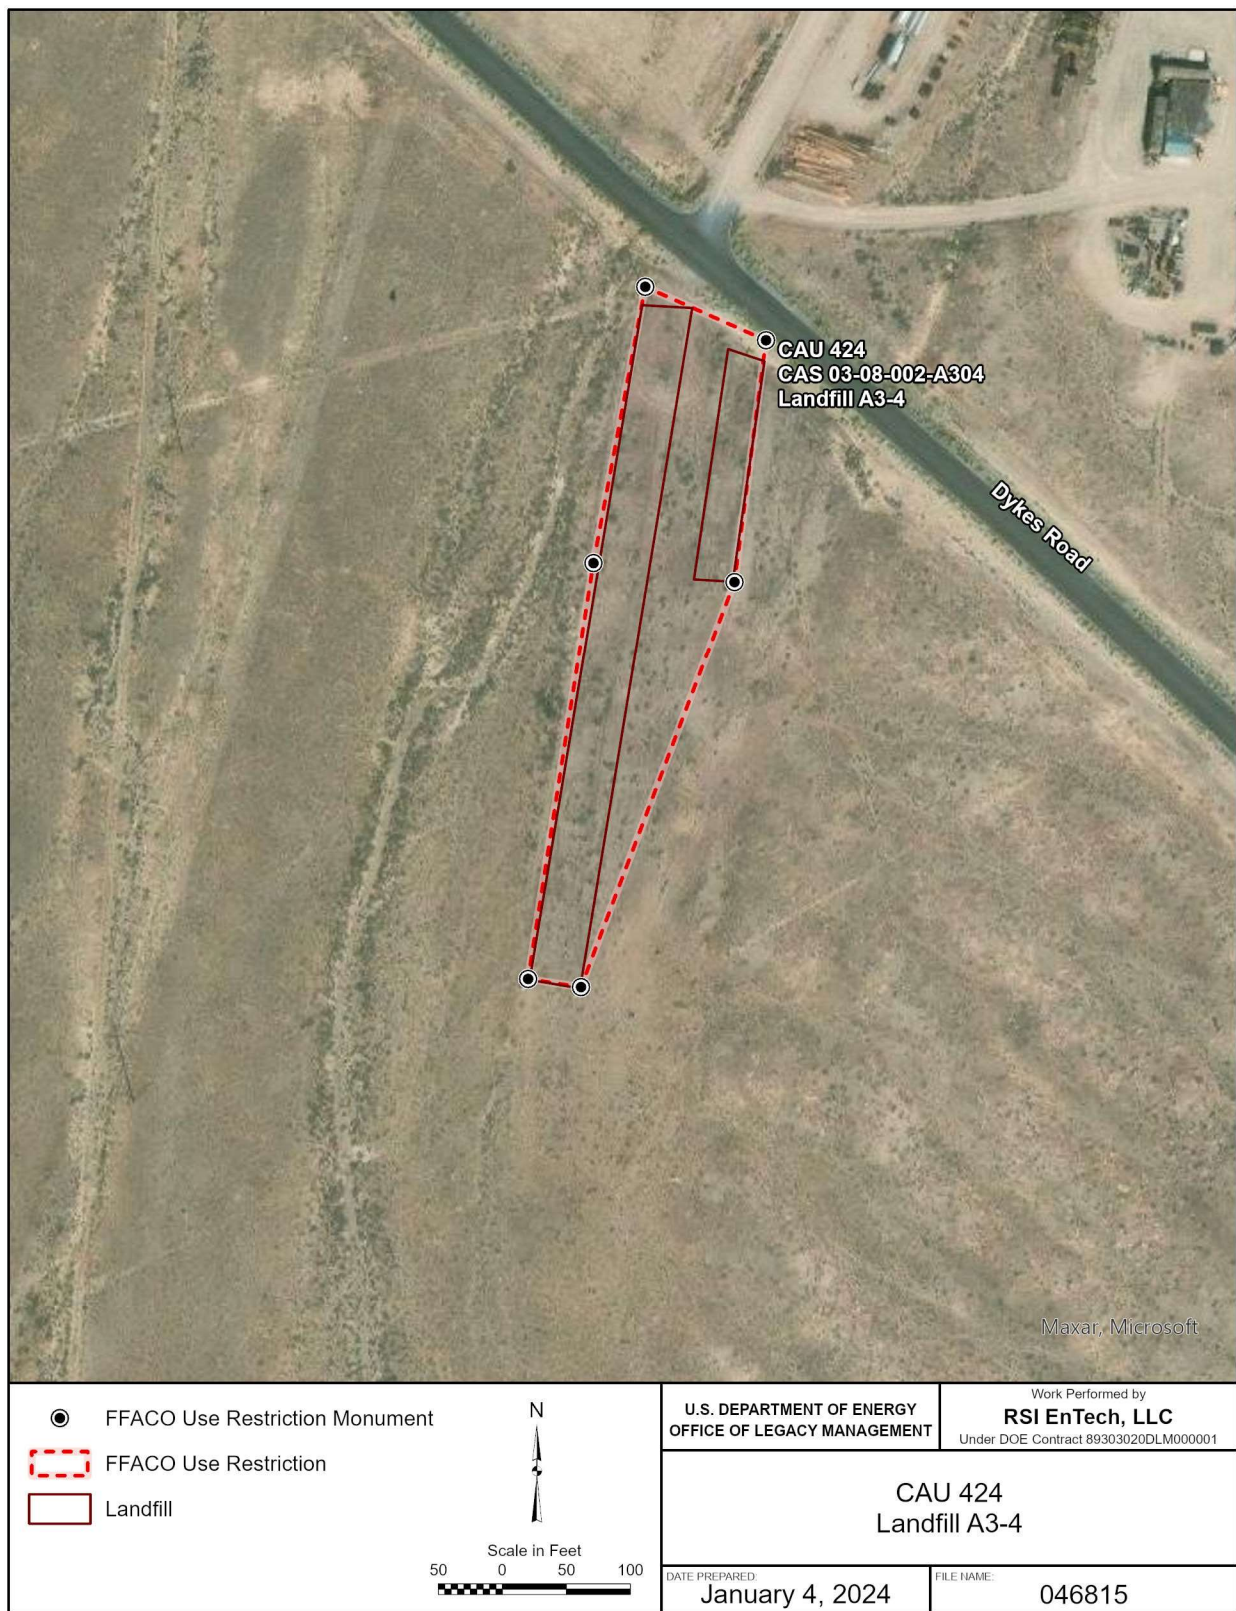 CAU 424
CAS 03-08-002-A304
Landfill A3-4
Dykes Road
Maxar, Microsoft
FFACO Use Restriction Monument
FFACO Use Restriction
Landfill
N
Scale in Feet
50 0 50 100
U.S. DEPARTMENT OF ENERGY
OFFICE OF LEGACY MANAGEMENT
Work Performed by
RSI EnTech, LLC
Under DOE Contract 89303020DLM000001
CAU 424
Landfill A3-4
DATE PREPARED:
January 4, 2024
FILE NAME:
046815